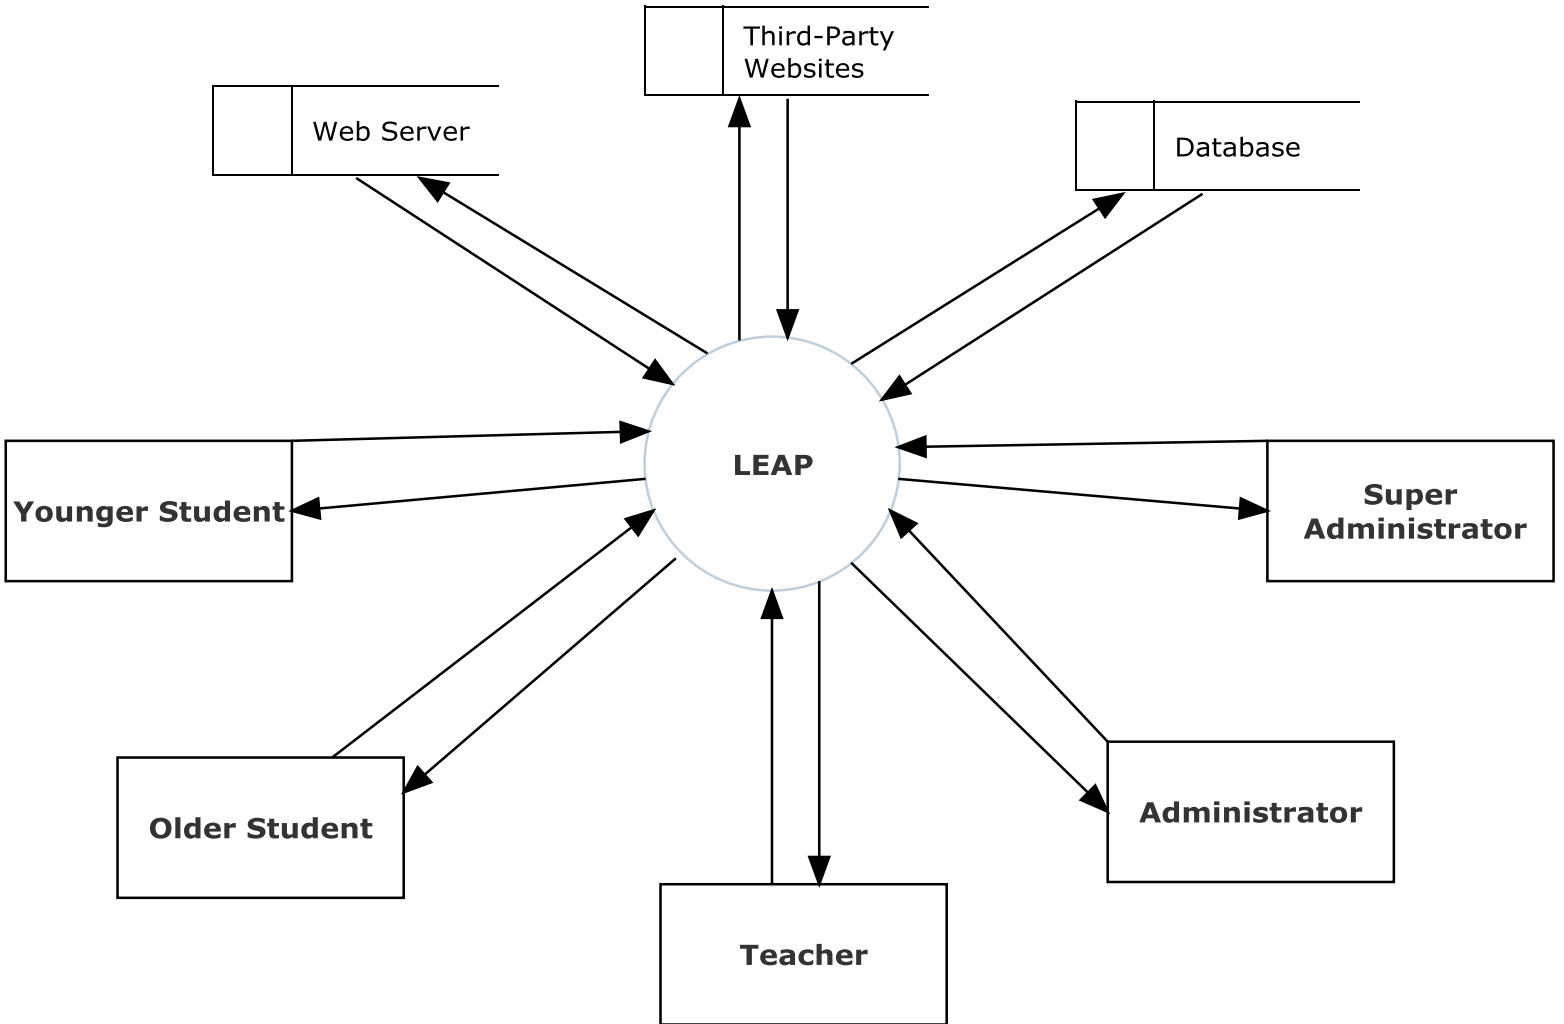 Third-Party
Websites
Web Server
Database
LEAP
Younger Student
Super
Administrator
Older Student
Administrator
Teacher